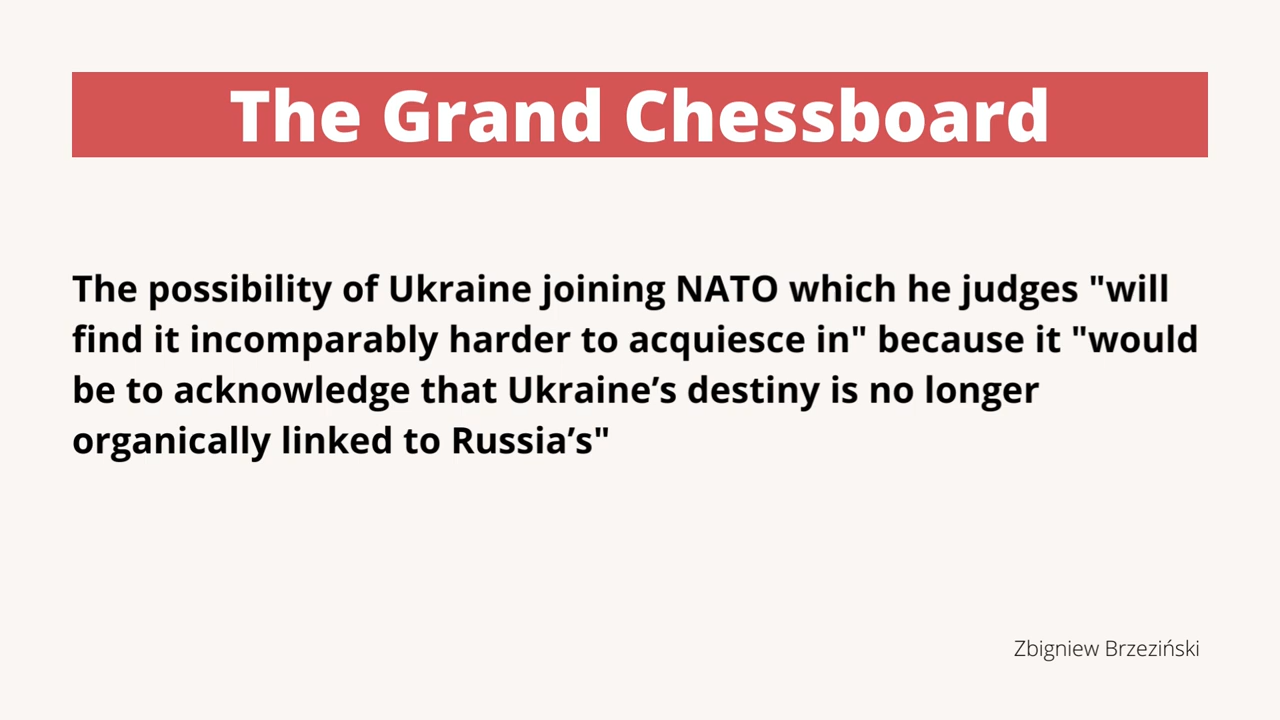 The Grand Chessboard
The possibility of Ukraine joining NATO which he judges "will
find it incomparably harder to acquiesce in" because it "would
be to acknowledge that Ukraine’s destiny is no longer
organically linked to Russia’s"
Zbigniew Brzeziński